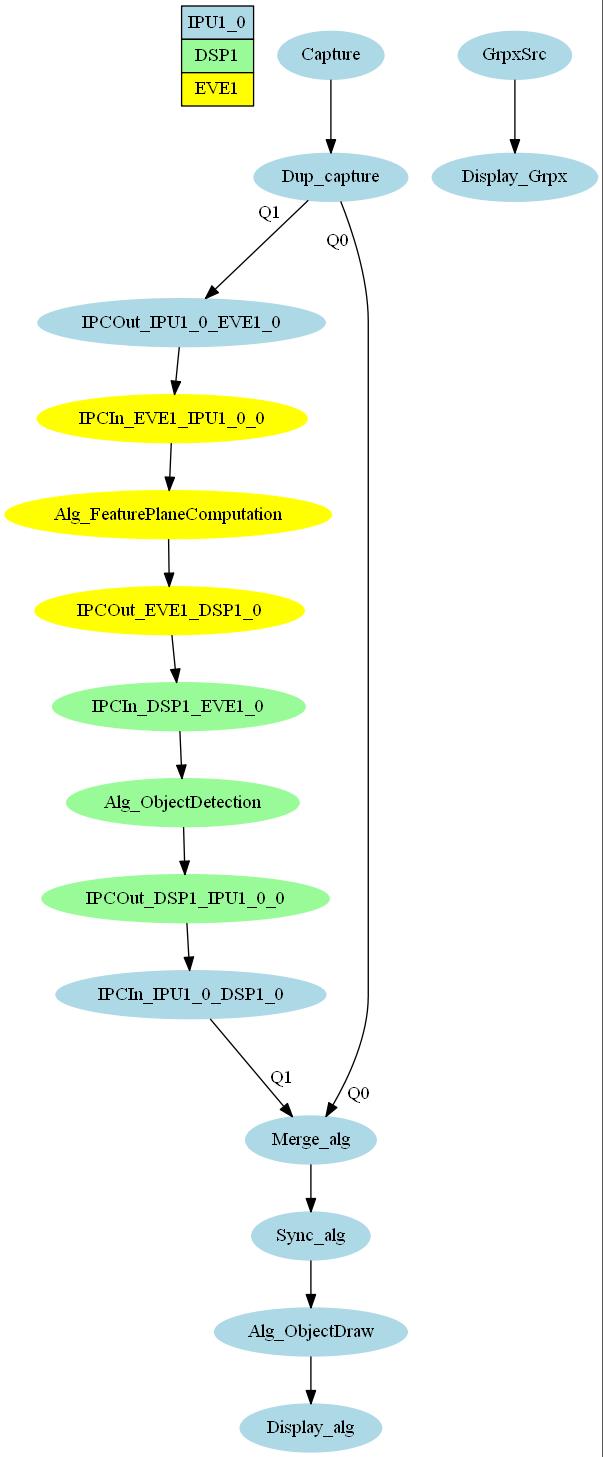 IPU1_0
DSP1
EVE1
Capture
GrpxSrc
Dup_capture
Display_Grpx
Q1
Q0
IPCOut_IPU1_0_EVE1_0
IPCIn_EVE1_IPU1_0_0
Alg_FeaturePlaneComputation
IPCOut_EVE1_DSP1_0
IPCIn_DSP1_EVE1_0
Alg_ObjectDetection
IPCOut_DSP1_IPU1_0_0
IPCIn_IPU1_0_DSP1_0
Q1
Q0
Merge_alg
Sync_alg
Alg_ObjectDraw
Display_alg